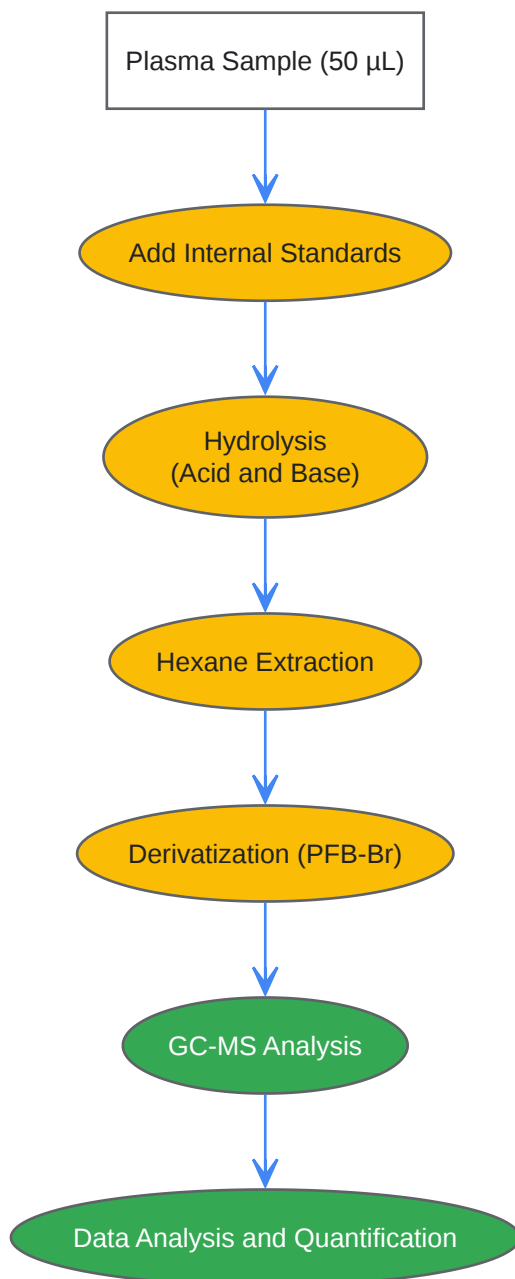 Plasma Sample (50 µL)
Add Internal Standards
Hydrolysis
(Acid and Base)
Hexane Extraction
Derivatization (PFB-Br)
GC-MS Analysis
Data Analysis and Quantification